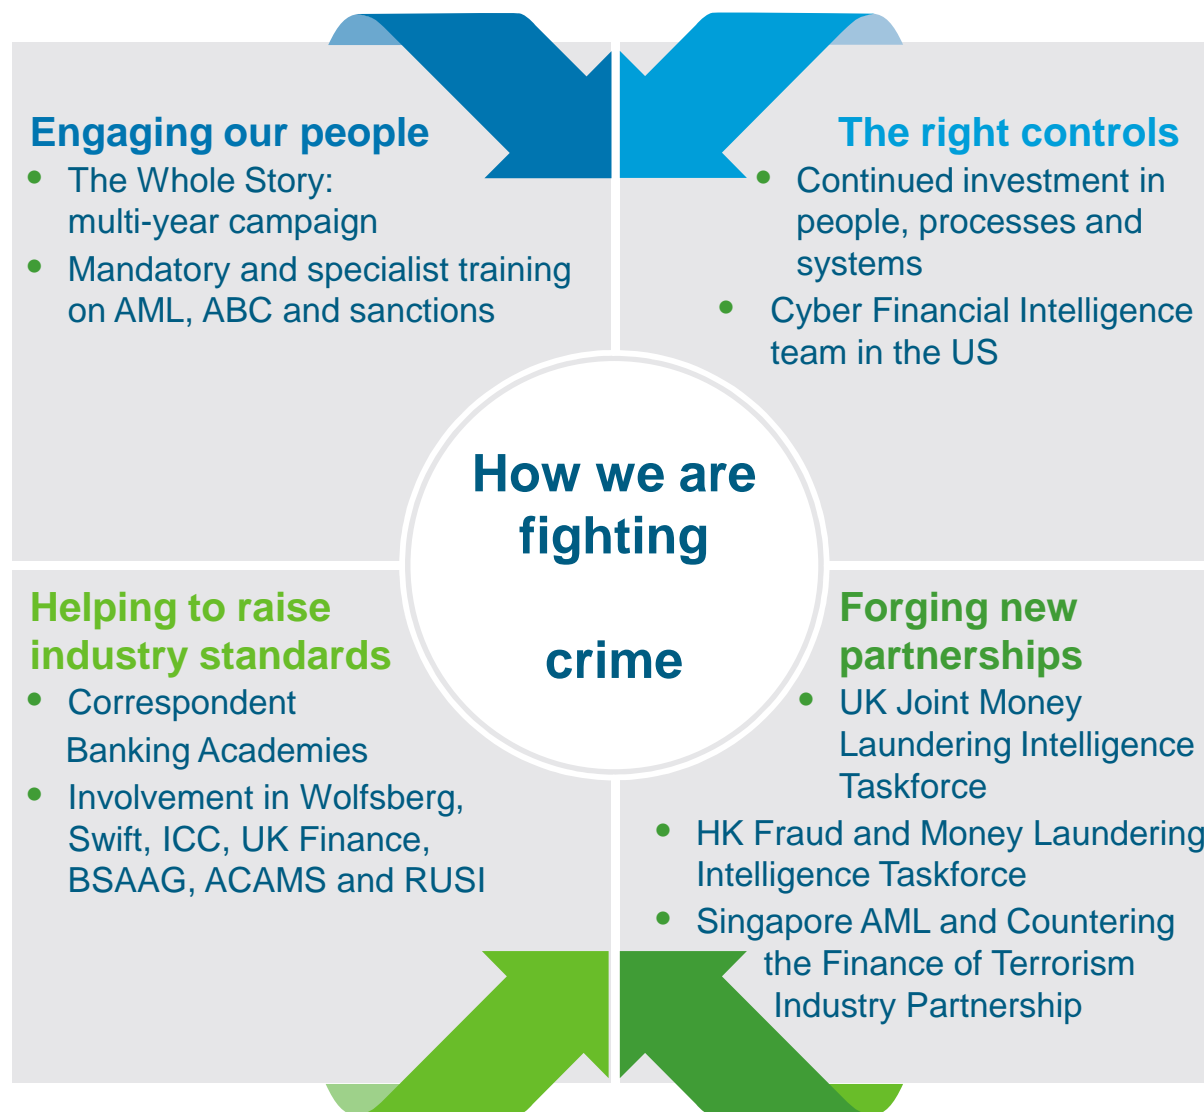 Engaging our people
• The Whole Story:
multi-year campaign
• Mandatory and specialist training
on AML, ABC and sanctions
The right controls
• Continued investment in
people, processes and
systems
• Cyber Financial Intelligence
team in the US
How we are
fighting
crime
Helping to raise
industry standards
• Correspondent
Banking Academies
• Involvement in Wolfsberg,
Swift, ICC, UK Finance,
BSAAG, ACAMS and RUSI
Forging new
partnerships
• UK Joint Money
Laundering Intelligence
Taskforce
• HK Fraud and Money Laundering
Intelligence Taskforce
• Singapore AML and Countering
the Finance of Terrorism
Industry Partnership